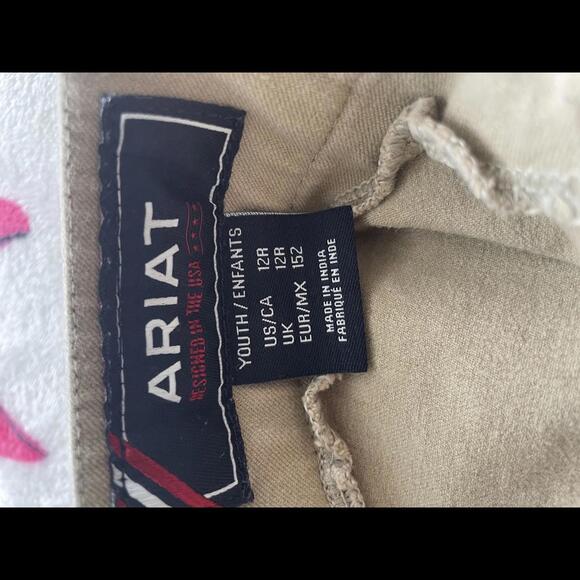 ARIAT
DESIGNED IN THE USA
YOUTH / ENFANTS
US/CA 12R
UK 12R
EUR/MX 152
MADE IN INDIA
FABRIQUÉ EN INDE